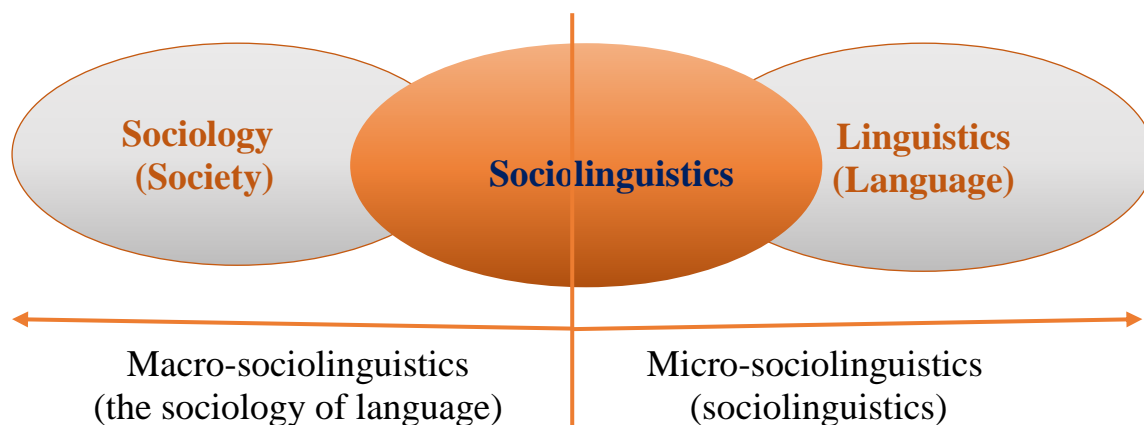 Sociology
(Society)
Sociolinguistics
Linguistics
(Language)
Macro-sociolinguistics
(the sociology of language)
Micro-sociolinguistics
(sociolinguistics)